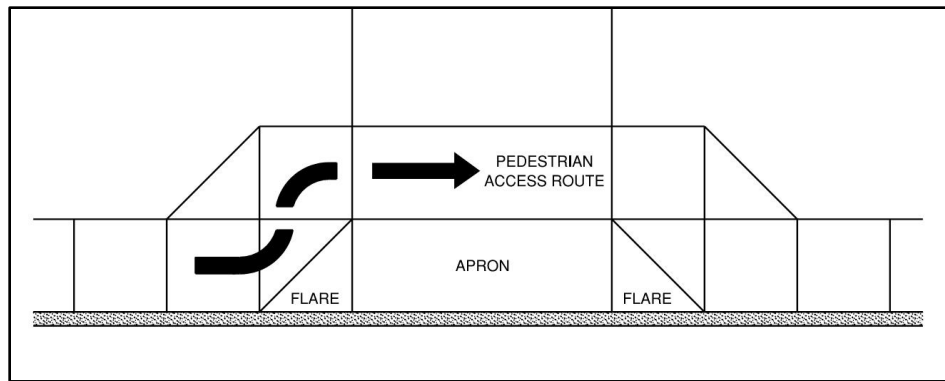 PEDESTRIAN
ACCESS ROUTE
APRON
FLARE
FLARE